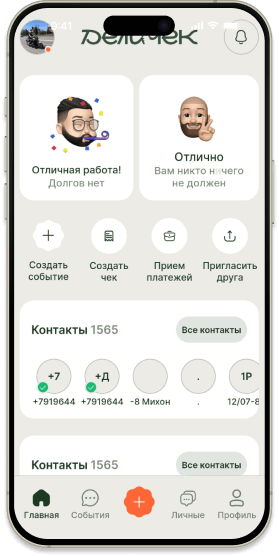 9:41
Деличек
Отличная работа!
Долгов нет
Отлично
Вам никто ничего
не должен
Создать
событие
Создать
чек
Прием
платежей
Пригласить
друга
Контакты 1565
Все контакты
+7
+Д
.
1Р
+7919644
+7919644
-8 Михон
.
12/07-8
Контакты 1565
Все контакты
Главная
События
Личные
Профиль